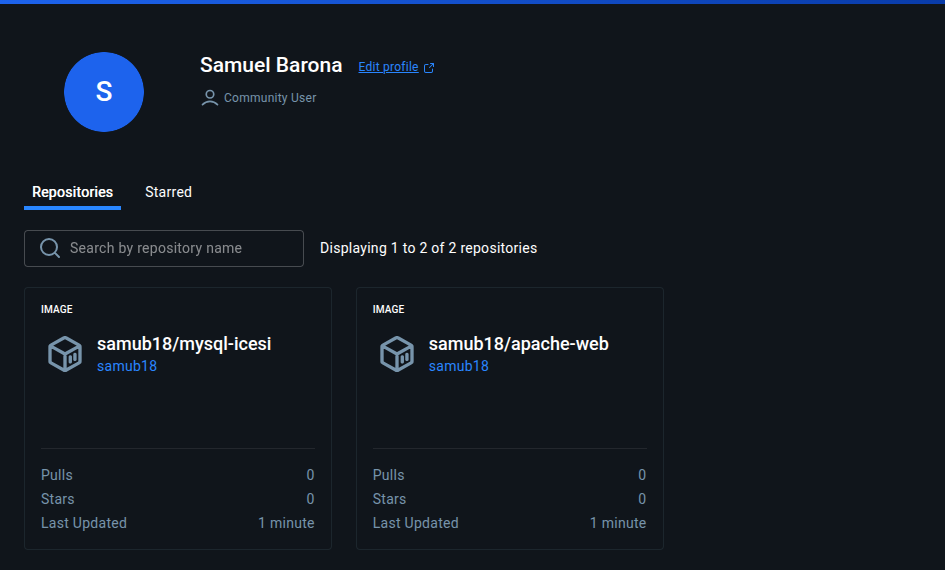 S
Samuel Barona Edit profile
Community User
Repositories Starred
Search by repository name Displaying 1 to 2 of 2 repositories
IMAGE
samub18/mysql-icesi
samub18
Pulls 0
Stars 0
Last Updated 1 minute
IMAGE
samub18/apache-web
samub18
Pulls 0
Stars 0
Last Updated 1 minute